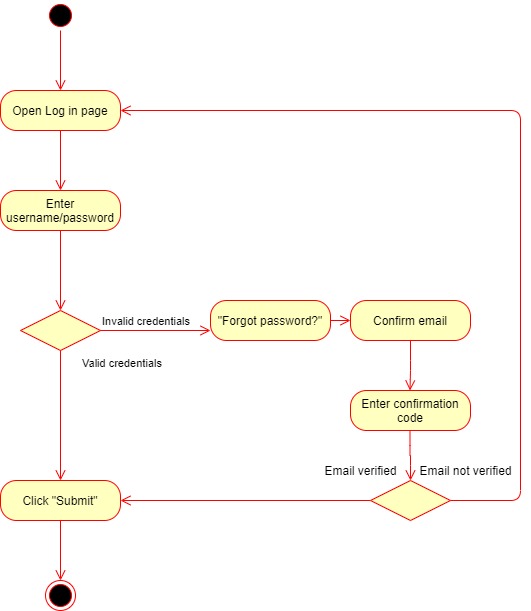 Open Log in page
Enter
username/password
Invalid credentials
"Forgot password?"
Confirm email
Valid credentials
Enter confirmation
code
Email verified
Email not verified
Click "Submit"